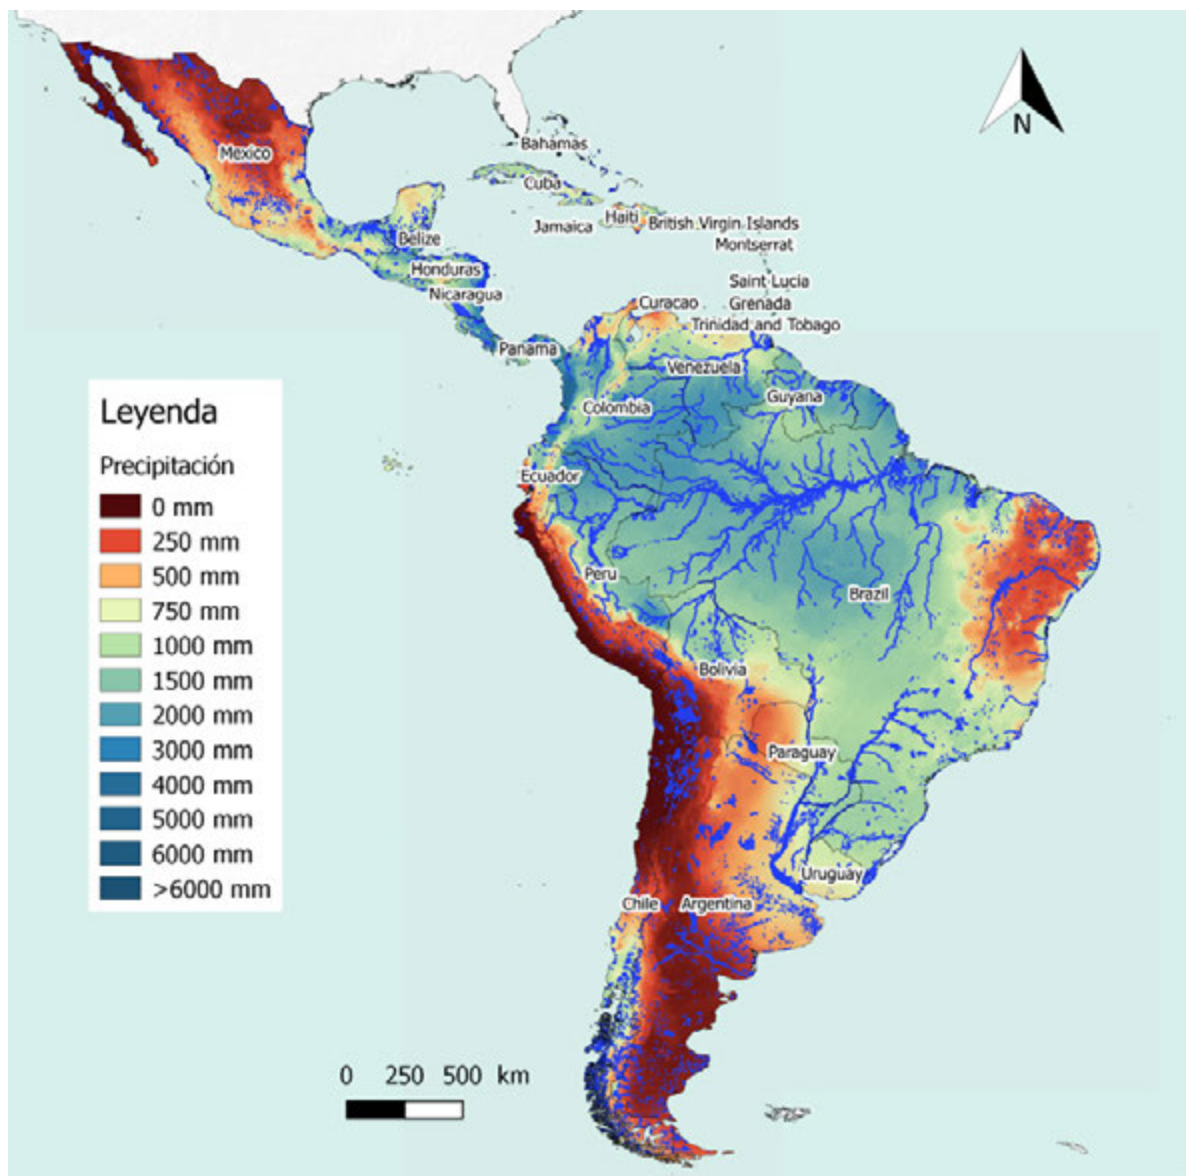 N
Bahamas
Mexico
Cuba
Haiti
British Virgin Islands
Jamaica
Belize
Montserrat
Honduras
Saint Lucia
Nicaragua
Curacao
Grenada
Trinidad and Tobago
Panama
Venezuela
Guyana
Colombia
Ecuador
Peru
Brazil
Bolivia
Paraguay
Uruguay
Chile
Argentina
Leyenda
Precipitación
0 mm
250 mm
500 mm
750 mm
1000 mm
1500 mm
2000 mm
3000 mm
4000 mm
5000 mm
6000 mm
>6000 mm
0 250 500 km